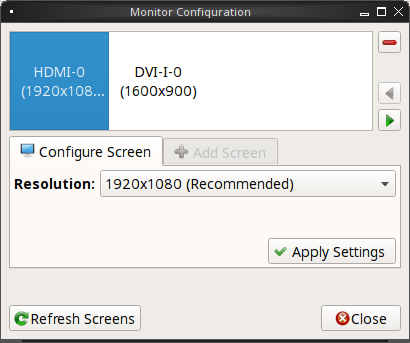 Monitor Configuration
HDMI-0
(1920x108...
DVI-I-0
(1600x900)
Configure Screen
Add Screen
Resolution: 1920x1080 (Recommended)
Apply Settings
Refresh Screens
Close